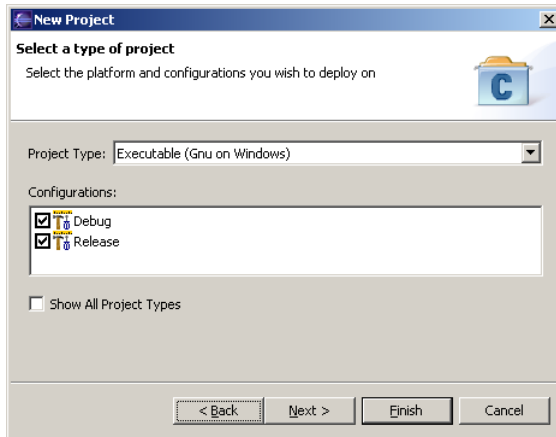 New Project
Select a type of project
Select the platform and configurations you wish to deploy on
C
Project Type: Executable (Gnu on Windows)
Configurations:
Debug
Release
Show All Project Types
< Back Next > Finish Cancel